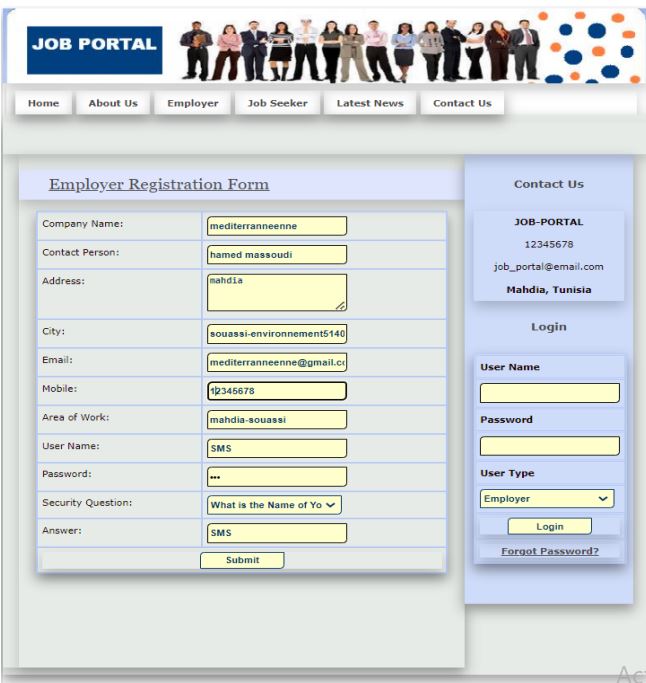 JOB PORTAL
Home About Us Employer Job Seeker Latest News Contact Us
Employer Registration Form
Company Name: mediterranneenne
Contact Person: hamed massoudi
Address: mahdia
City: souassi-environnement5140
Email: mediterranneenne@gmail.co
Mobile: 12345678
Area of Work: mahdia-souassi
User Name: SMS
Password: •••
Security Question: What is the Name of Yo
Answer: SMS
Submit
Contact Us
JOB-PORTAL
12345678
job_portal@email.com
Mahdia, Tunisia
Login
User Name
Password
User Type
Employer
Login
Forgot Password?